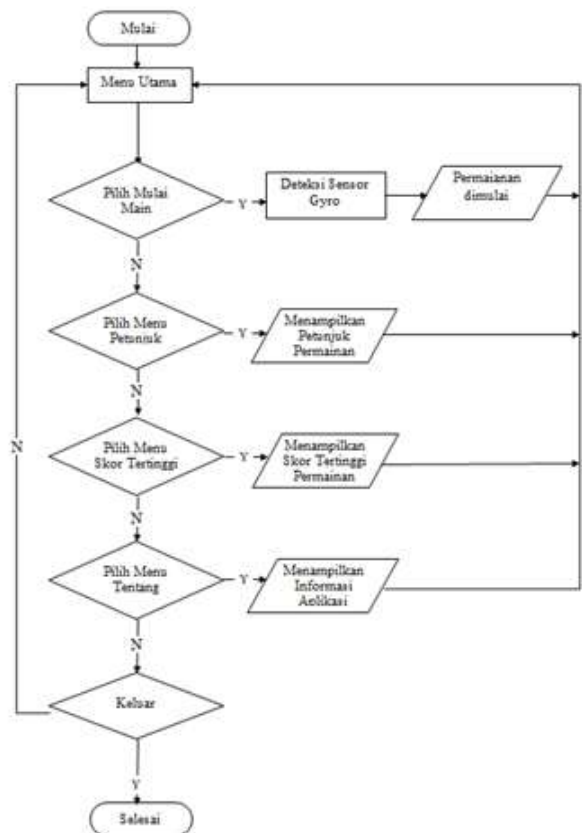 Mulai
Menu Utama
Pilih Mulai
Main
Y
Deteksi Sensor
Gyro
Permaianan
dimulai
N
Pilih Menu
Petunjuk
Y
Menampilkan
Petunjuk
Permainan
N
N
Pilih Menu
Skor Tertinggi
Y
Menampilkan
Skor Tertinggi
Permainan
N
Pilih Menu
Tentang
Y
Menampilkan
Informasi
Aplikasi
N
Keluar
Y
Selesai